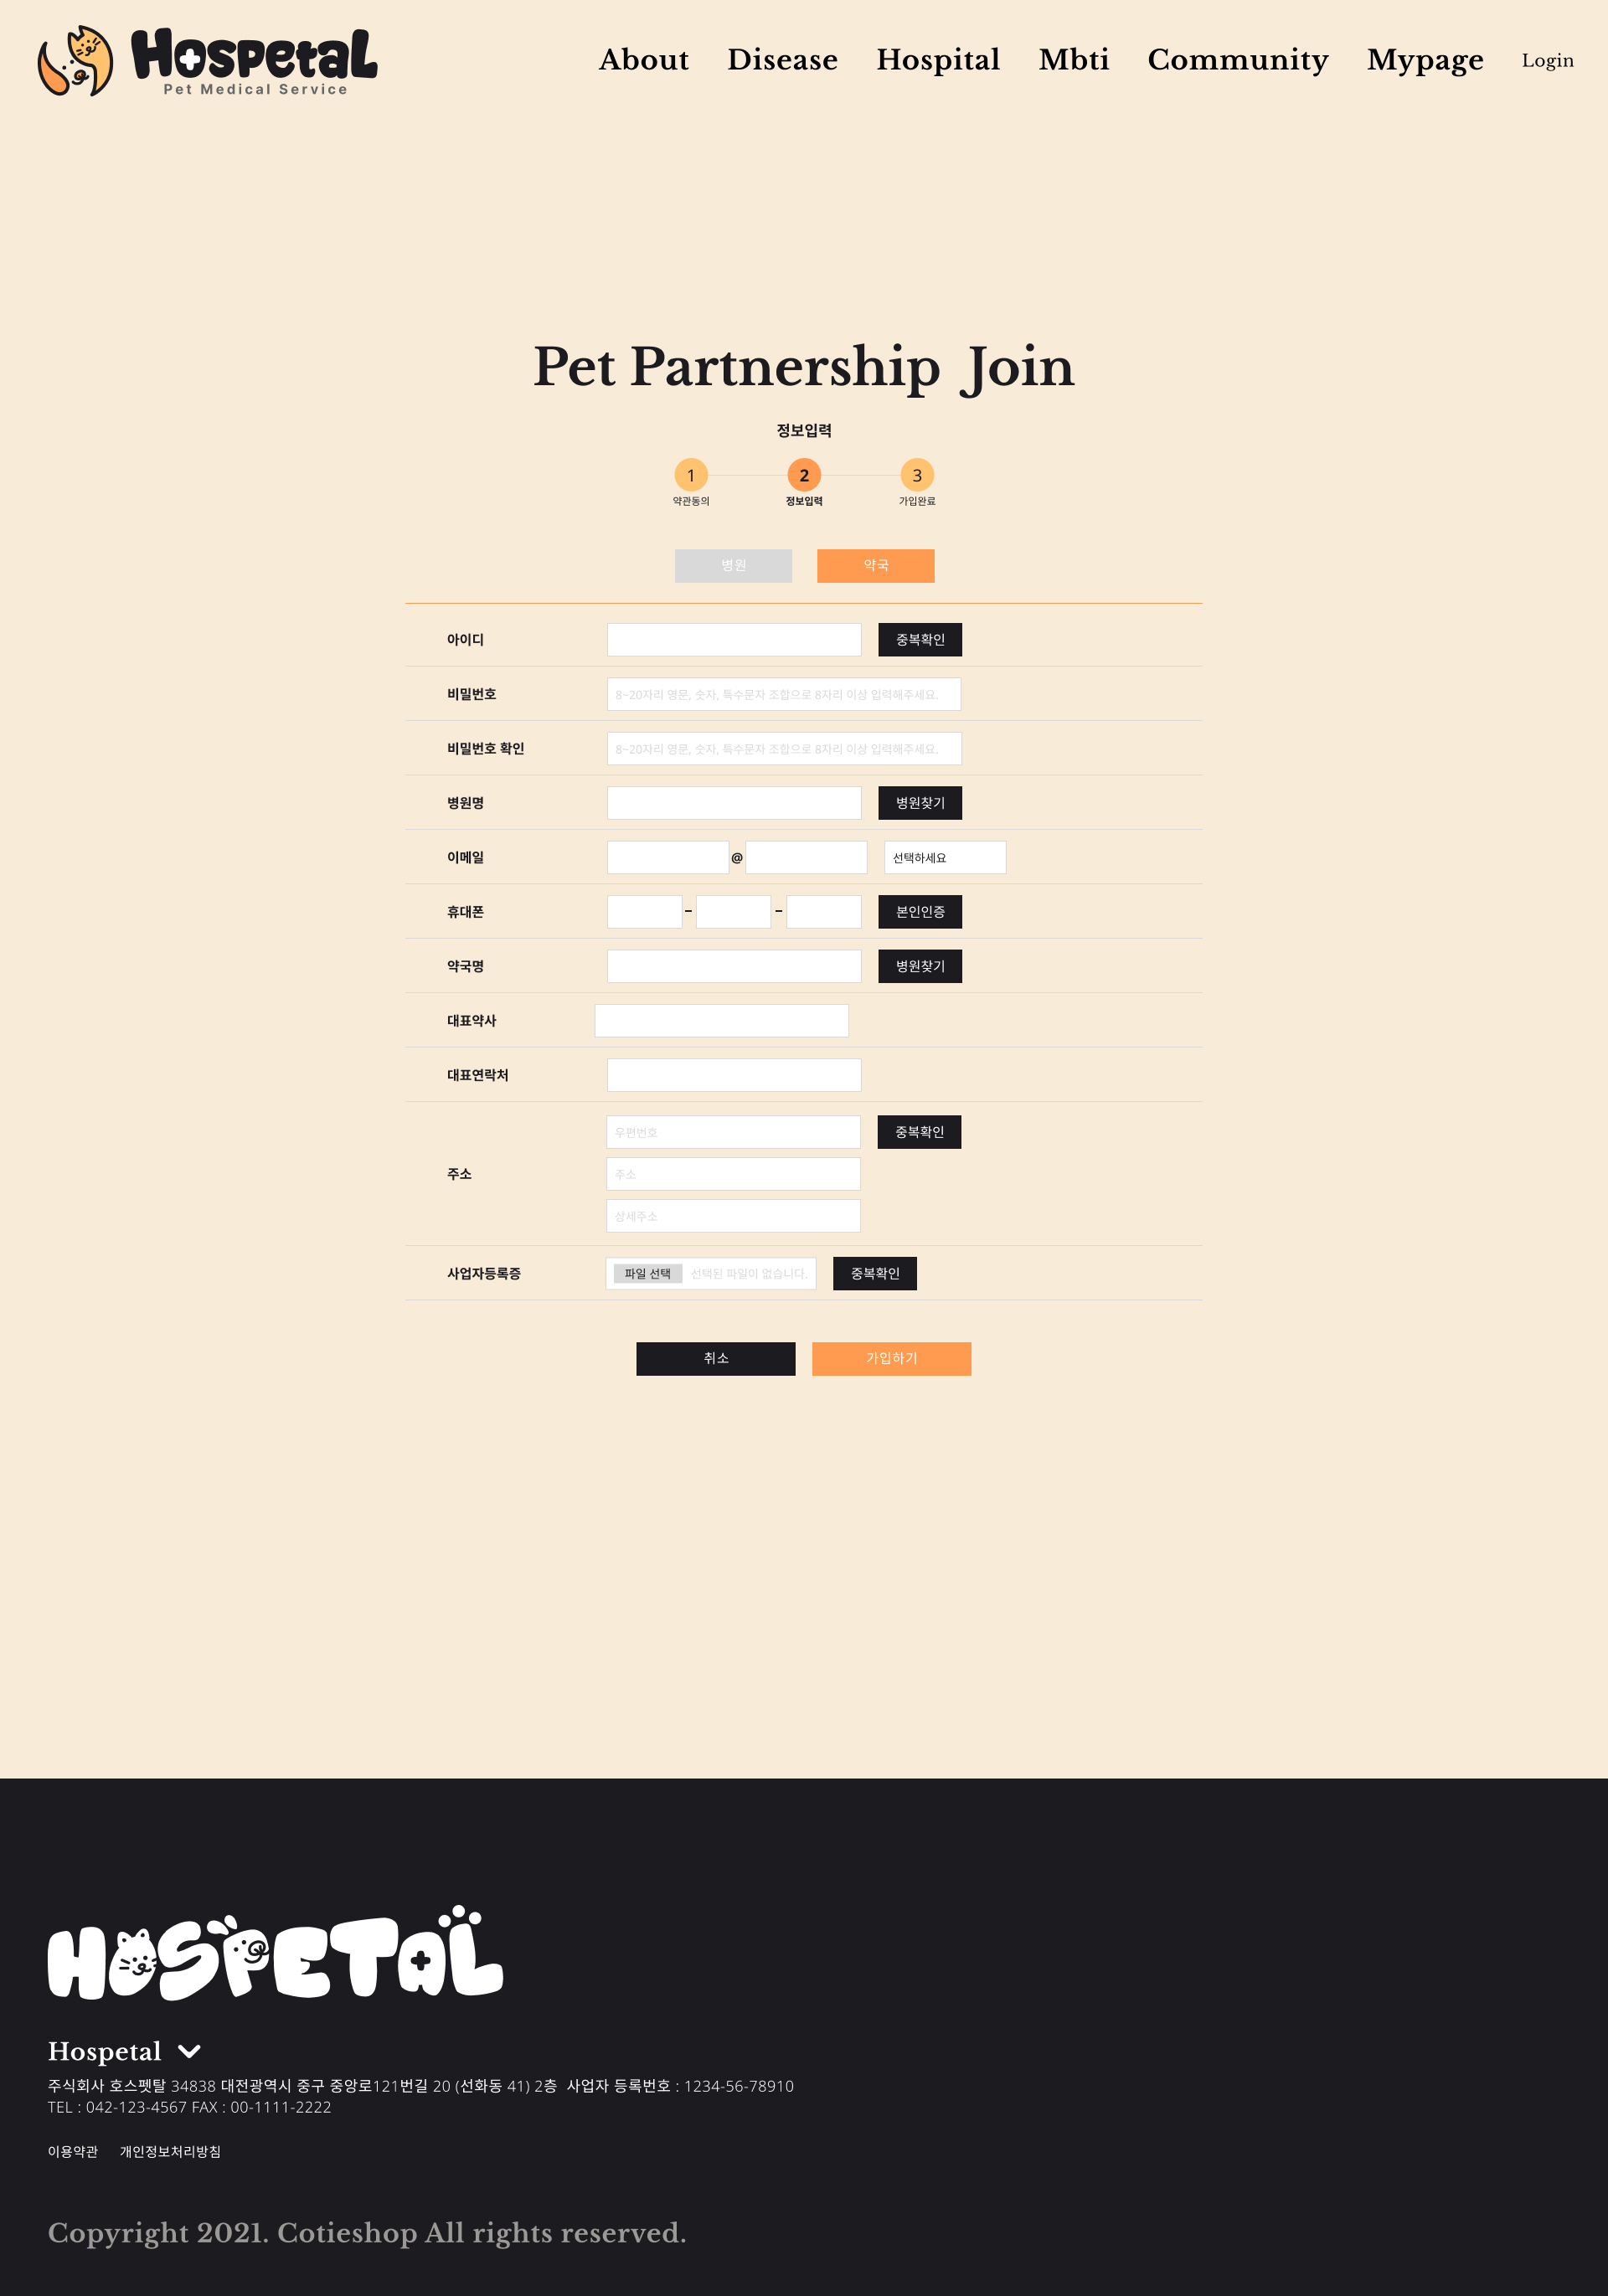 Hospetal
Pet Medical Service
About Disease Hospital Mbti Community Mypage Login
Pet Partnership Join
정보입력
1 2 3
약관동의 정보입력 가입완료
병원 약국
아이디 중복확인
비밀번호 8~20자리 영문, 숫자, 특수문자 조합으로 8자리 이상 입력해주세요.
비밀번호 확인 8~20자리 영문, 숫자, 특수문자 조합으로 8자리 이상 입력해주세요.
병원명 병원찾기
이메일 @ 선택하세요
휴대폰 - - 본인인증
약국명 병원찾기
대표약사
대표연락처
우편번호 중복확인
주소 주소
상세주소
사업자등록증 파일 선택 선택된 파일이 없습니다. 중복확인
취소 가입하기
HOSPETAL
Hospetal
주식회사 호스펫탈 34838 대전광역시 중구 중앙로121번길 20 (선화동 41) 2층 사업자 등록번호 : 1234-56-78910
TEL : 042-123-4567 FAX : 00-1111-2222
이용약관 개인정보처리방침
Copyright 2021. Cotieshop All rights reserved.